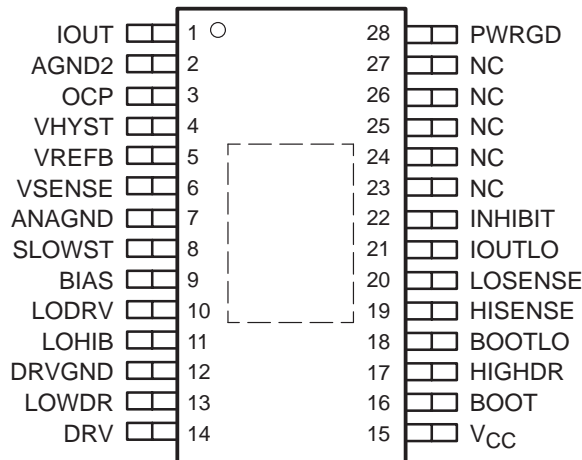 IOUT 1 28 PWRGD
AGND2 2 27 NC
OCP 3 26 NC
VHYST 4 25 NC
VREFB 5 24 NC
VSENSE 6 23 NC
ANAGND 7 22 INHIBIT
SLOWST 8 21 IOUTLO
BIAS 9 20 LOSENSE
LODRV 10 19 HISENSE
LOHIB 11 18 BOOTLO
DRVGND 12 17 HIGHDR
LOWDR 13 16 BOOT
DRV 14 15 VCC